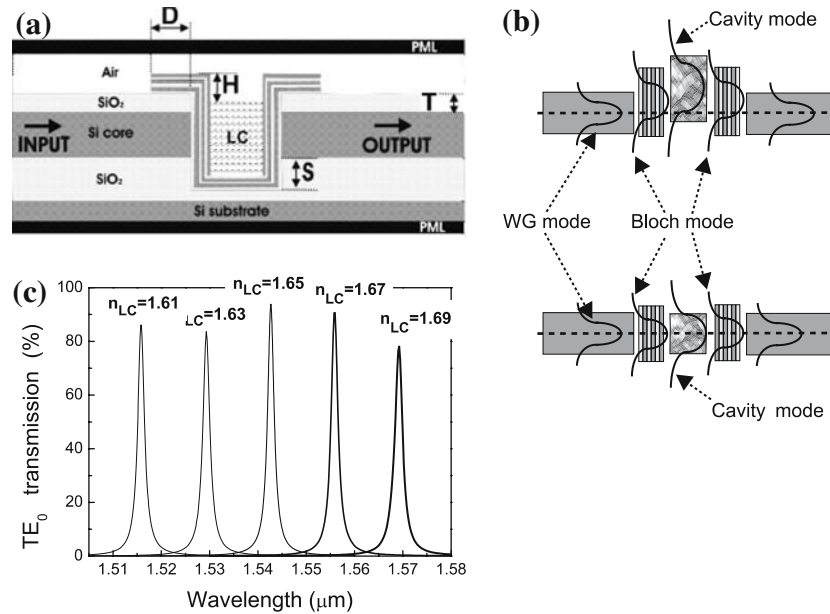 (a)
D
PML
Air
H
SiO₂
T
Si core
LC
INPUT
OUTPUT
SiO₂
S
Si substrate
PML
(b)
Cavity mode
WG mode
Bloch mode
Cavity mode
(c)
TE₀ transmission (%)
100
80
60
40
20
0
n_LC=1.61
LC=1.63
n_LC=1.65
n_LC=1.67
n_LC=1.69
1.51 1.52 1.53 1.54 1.55 1.56 1.57 1.58
Wavelength (μm)